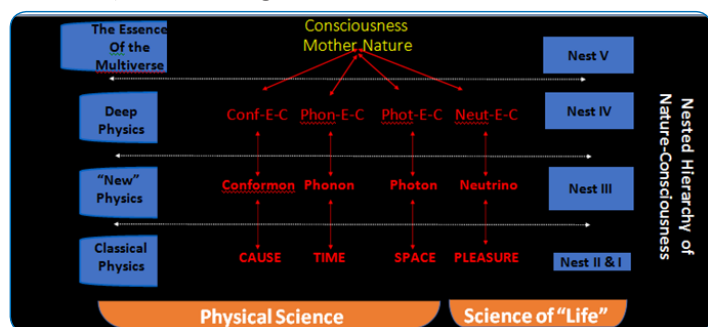 The Essence
Of the
Multiverse
Consciousness
Mother Nature
Nest V
Deep
Physics
Conf-E-C Phon-E-C Phot-E-C Neut-E-C
Nest IV
"New"
Physics
Conformon Phonon Photon Neutrino
Nest III
Classical
Physics
CAUSE TIME SPACE PLEASURE
Nest II & I
Nested Hierarchy of
Nature-Consciousness
Physical Science
Science of "Life"